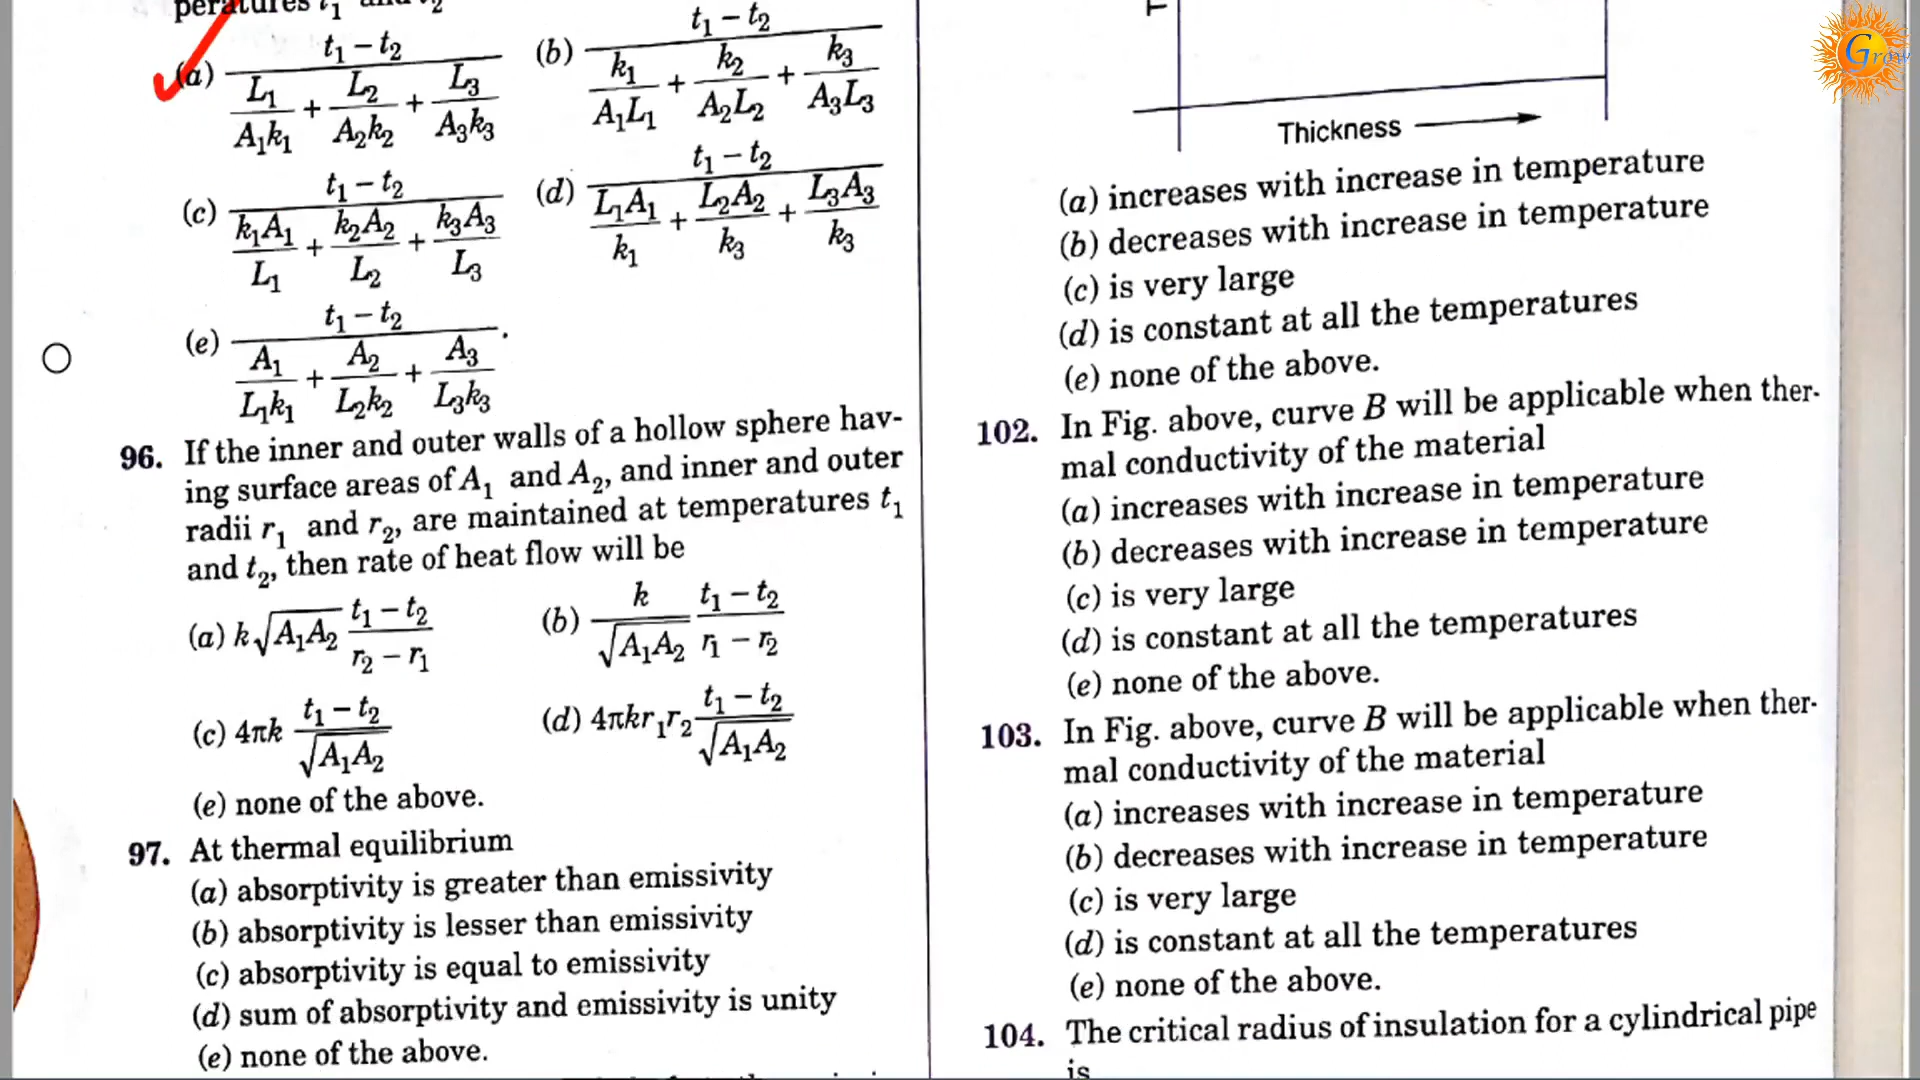 peratures t₁ and t₂
(a) (t₁ – t₂) / (L₁/A₁k₁ + L₂/A₂k₂ + L₃/A₃k₃)
(b) (t₁ – t₂) / (k₁/A₁L₁ + k₂/A₂L₂ + k₃/A₃L₃)
(c) (t₁ – t₂) / (k₁A₁/L₁ + k₂A₂/L₂ + k₃A₃/L₃)
(d) (t₁ – t₂) / (L₁A₁/k₁ + L₂A₂/k₃ + L₃A₃/k₃)
(e) (t₁ – t₂) / (A₁/L₁k₁ + A₂/L₂k₂ + A₃/L₃k₃).
96. If the inner and outer walls of a hollow sphere hav-
ing surface areas of A₁ and A₂, and inner and outer
radii r₁ and r₂, are maintained at temperatures t₁
and t₂, then rate of heat flow will be
(a) k√(A₁A₂) (t₁ – t₂)/(r₂ – r₁)
(b) k/√(A₁A₂) (t₁ – t₂)/(r₁ – r₂)
(c) 4πk (t₁ – t₂)/√(A₁A₂)
(d) 4πkr₁r₂ (t₁ – t₂)/√(A₁A₂)
(e) none of the above.
97. At thermal equilibrium
(a) absorptivity is greater than emissivity
(b) absorptivity is lesser than emissivity
(c) absorptivity is equal to emissivity
(d) sum of absorptivity and emissivity is unity
(e) none of the above.
T
Thickness
(a) increases with increase in temperature
(b) decreases with increase in temperature
(c) is very large
(d) is constant at all the temperatures
(e) none of the above.
102. In Fig. above, curve B will be applicable when ther-
mal conductivity of the material
(a) increases with increase in temperature
(b) decreases with increase in temperature
(c) is very large
(d) is constant at all the temperatures
(e) none of the above.
103. In Fig. above, curve B will be applicable when ther-
mal conductivity of the material
(a) increases with increase in temperature
(b) decreases with increase in temperature
(c) is very large
(d) is constant at all the temperatures
(e) none of the above.
104. The critical radius of insulation for a cylindrical pipe
is
Grow